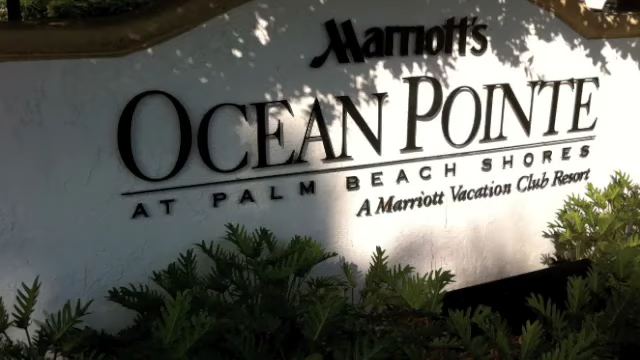 Marriott's
OCEAN POINTE
AT PALM BEACH SHORES
A Marriott Vacation Club Resort